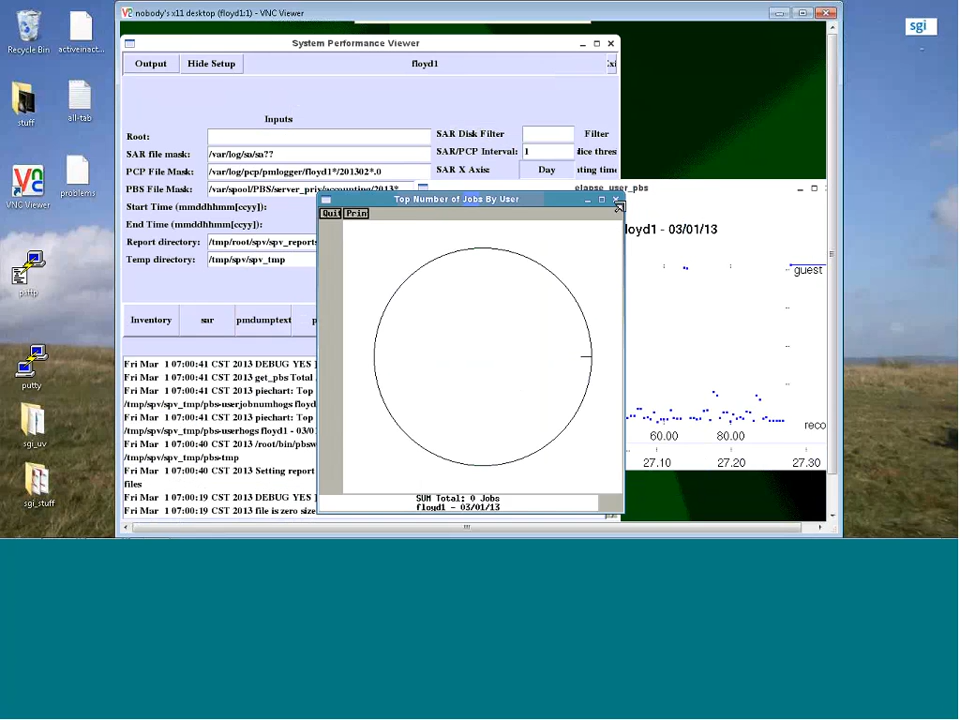 nobody's x11 desktop (floyd1:1) - VNC Viewer
System Performance Viewer
Output
Hide Setup
floyd1
Inputs
Root:
SAR Disk Filter
Filter
SAR file mask:
/var/log/sa/sa??
SAR/PCP Interval:
1
PCP File Mask:
/var/log/pcp/pmlogger/floyd1*/201302*.0
SAR X Axis:
Day
PBS File Mask:
/var/spool/PBS/server_priv/accounting/2013*
Start Time (mmddhhmm[ccyy]:
End Time (mmddhhmm[ccyy]:
Report directory:
/tmp/root/spv/spv_reports
Temp directory:
/tmp/spv/spv_tmp
Inventory
sar
pmdumptext
Fri Mar 1 07:00:41 CST 2013 DEBUG YES
Fri Mar 1 07:00:41 CST 2013 get_pbs Total
Fri Mar 1 07:00:41 CST 2013 piechart: Top
/tmp/spv/spv_tmp/pbs-userjobnumhogs floyd
Fri Mar 1 07:00:41 CST 2013 piechart: Top
/tmp/spv/spv_tmp/pbs-userhogs floyd1 - 03/0
Fri Mar 1 07:00:40 CST 2013 /root/bin/pbsw
/tmp/spv/spv_tmp/pbs-tmp
Fri Mar 1 07:00:40 CST 2013 Setting report
files
Fri Mar 1 07:00:19 CST 2013 DEBUG YES
Fri Mar 1 07:00:19 CST 2013 file is zero size
Top Number of Jobs By User
Quit
Prin
SUM Total: 0 Jobs
floyd1 - 03/01/13
elapse_user_pbs
loyd1 - 03/01/13
guest
reco
60.00
80.00
27.10
27.20
27.30
Recycle Bin
activeinact...
stuff
all-tab
VNC Viewer
problems
psftp
putty
sgi_uv
sgi_stuff
sgi